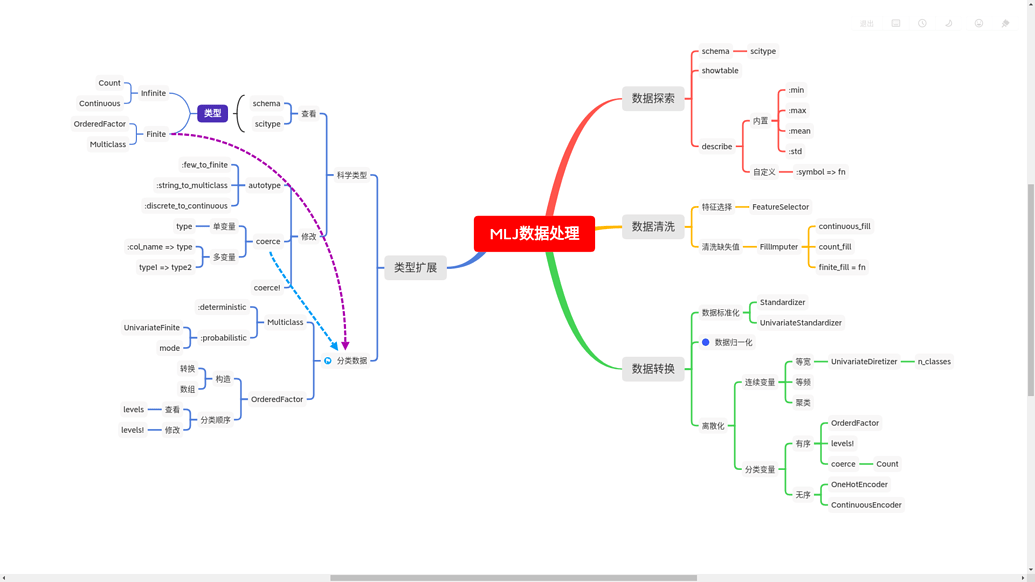 MLJ数据处理
数据探索
schema
scitype
showtable
describe
内置
:min
:max
:mean
:std
自定义
:symbol => fn
数据清洗
特征选择
FeatureSelector
清洗缺失值
FillImputer
continuous_fill
count_fill
finite_fill = fn
数据转换
数据标准化
Standardizer
UnivariateStandardizer
数据归一化
离散化
连续变量
等宽
UnivariateDiretizer
n_classes
等频
聚类
分类变量
有序
OrderdFactor
levels!
coerce
Count
无序
OneHotEncoder
ContinuousEncoder
类型扩展
科学类型
查看
schema
scitype
类型
Infinite
Count
Continuous
Finite
OrderedFactor
Multiclass
修改
autotype
:few_to_finite
:string_to_multiclass
:discrete_to_continuous
coerce
单变量
type
多变量
:col_name => type
type1 => type2
coerce!
分类数据
Multiclass
:deterministic
:probabilistic
UnivariateFinite
mode
OrderedFactor
构造
转换
数组
分类顺序
查看
levels
修改
levels!